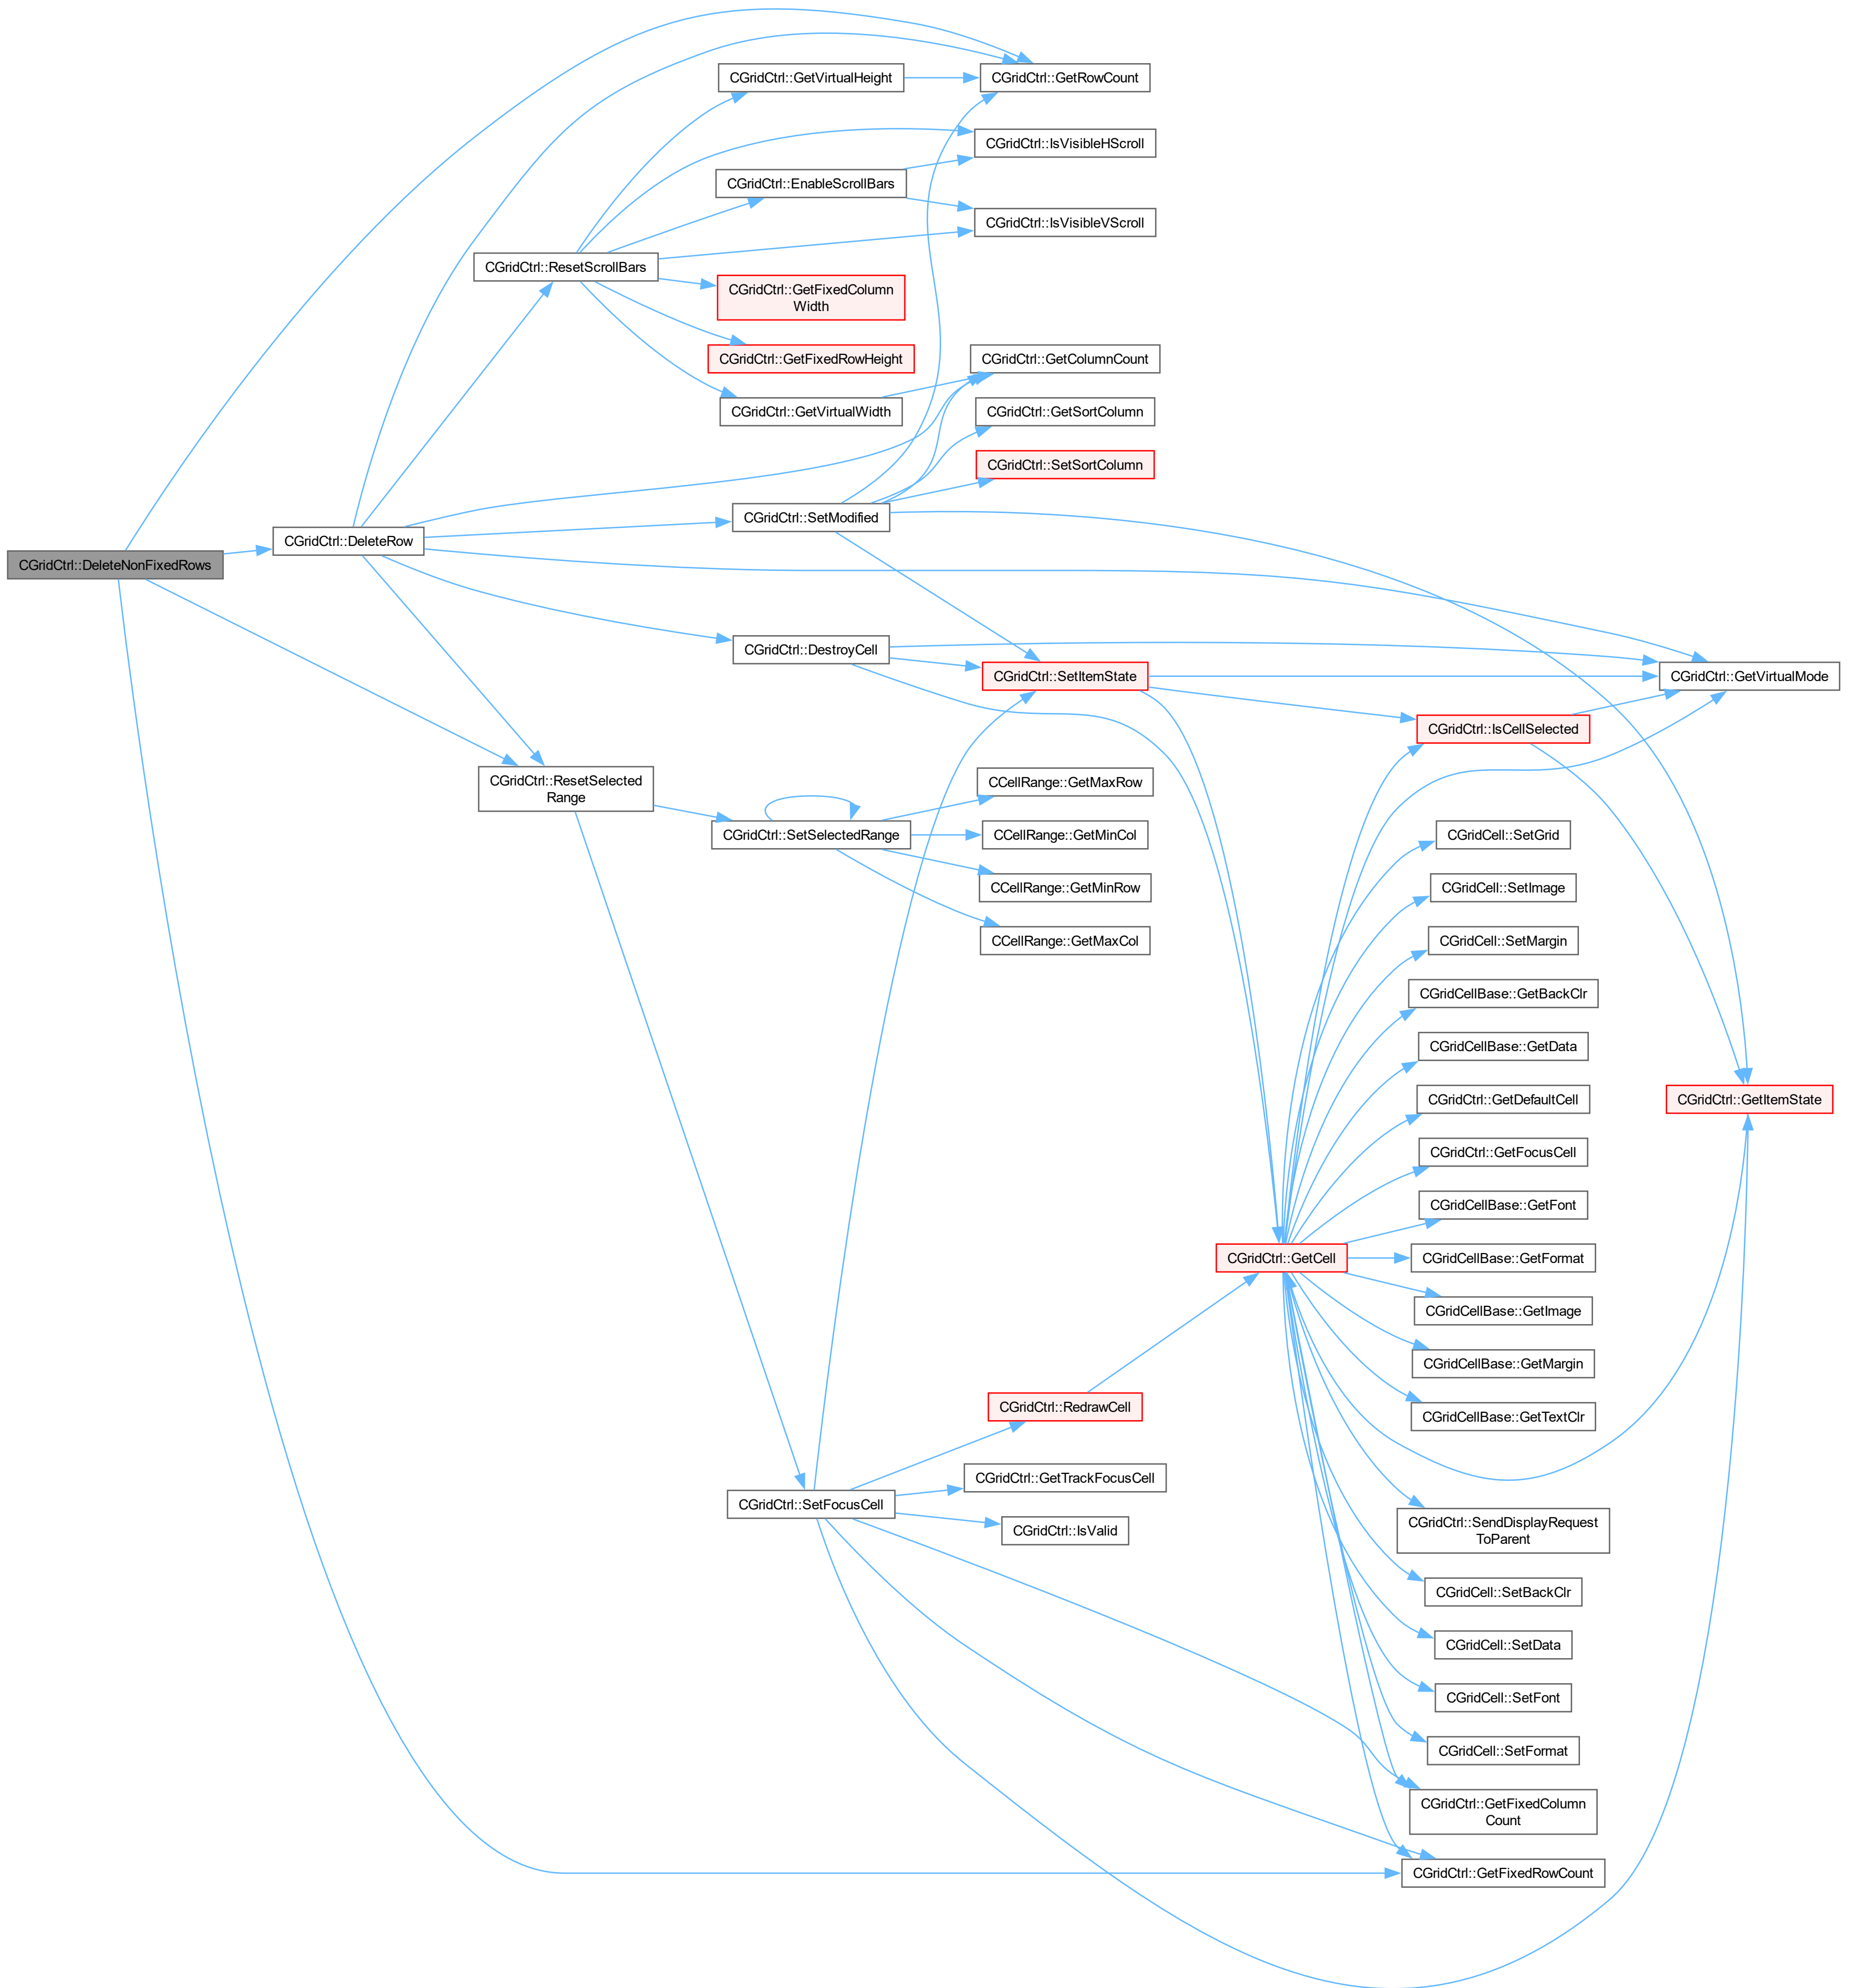 CGridCtrl::DeleteNonFixedRows
CGridCtrl::DeleteRow
CGridCtrl::ResetScrollBars
CGridCtrl::ResetSelected
Range
CGridCtrl::GetVirtualHeight
CGridCtrl::EnableScrollBars
CGridCtrl::GetFixedColumn
Width
CGridCtrl::GetFixedRowHeight
CGridCtrl::GetVirtualWidth
CGridCtrl::SetModified
CGridCtrl::DestroyCell
CGridCtrl::SetSelectedRange
CGridCtrl::SetFocusCell
CGridCtrl::GetRowCount
CGridCtrl::IsVisibleHScroll
CGridCtrl::IsVisibleVScroll
CGridCtrl::GetColumnCount
CGridCtrl::GetSortColumn
CGridCtrl::SetSortColumn
CGridCtrl::SetItemState
CCellRange::GetMaxRow
CCellRange::GetMinCol
CCellRange::GetMinRow
CCellRange::GetMaxCol
CGridCtrl::RedrawCell
CGridCtrl::GetTrackFocusCell
CGridCtrl::IsValid
CGridCtrl::GetCell
CGridCtrl::IsCellSelected
CGridCell::SetGrid
CGridCell::SetImage
CGridCell::SetMargin
CGridCellBase::GetBackClr
CGridCellBase::GetData
CGridCtrl::GetDefaultCell
CGridCtrl::GetFocusCell
CGridCellBase::GetFont
CGridCellBase::GetFormat
CGridCellBase::GetImage
CGridCellBase::GetMargin
CGridCellBase::GetTextClr
CGridCtrl::SendDisplayRequest
ToParent
CGridCell::SetBackClr
CGridCell::SetData
CGridCell::SetFont
CGridCell::SetFormat
CGridCtrl::GetFixedColumn
Count
CGridCtrl::GetFixedRowCount
CGridCtrl::GetVirtualMode
CGridCtrl::GetItemState